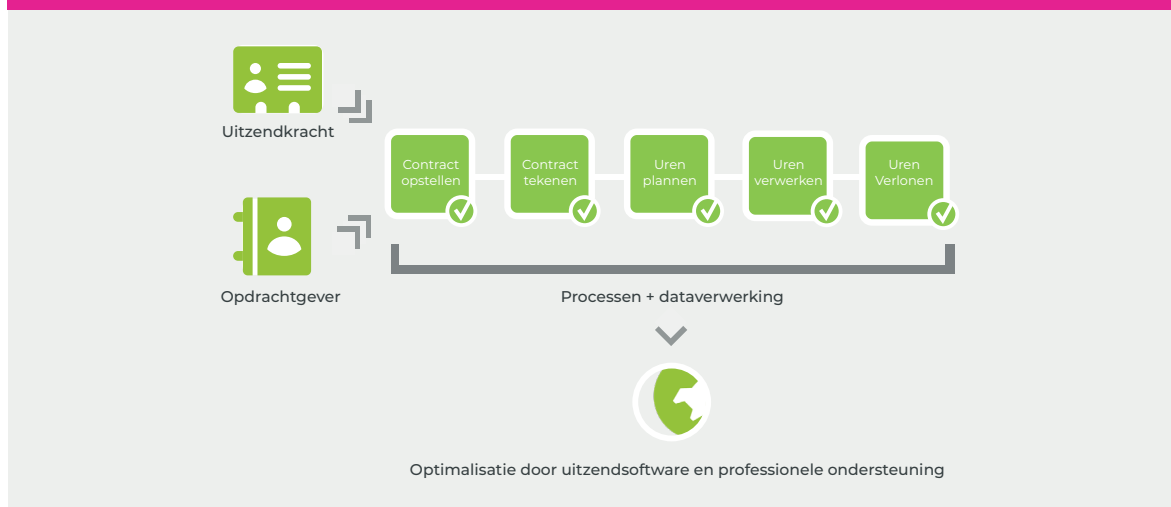 Uitzendkracht
Contract
opstellen
Contract
tekenen
Uren
plannen
Uren
verwerken
Uren
Verlonen
Opdrachtgever
Processen + dataverwerking
Optimalisatie door uitzendsoftware en professionele ondersteuning